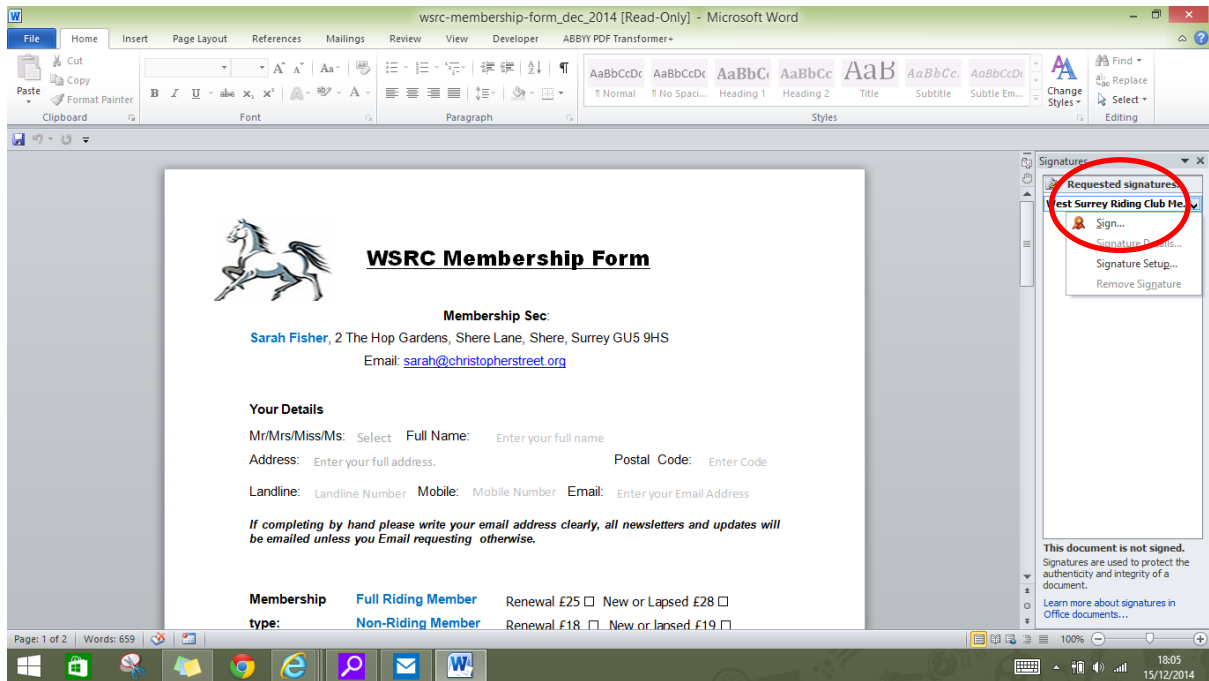 wsrc-membership-form_dec_2014 [Read-Only] - Microsoft Word
File Home Insert Page Layout References Mailings Review View Developer ABBYY PDF Transformer+
Cut
Copy
Paste
Format Painter
Clipboard
B I U abc x₂ x² A
A A Aa
Font
Paragraph
AaBbCcDc AaBbCcDc AaBbC AaBbCc AaB AaBbCc. AaBbCcD
¶ Normal ¶ No Spaci... Heading 1 Heading 2 Title Subtitle Subtle Em...
Change Styles
Styles
Find
Replace
Select
Editing
Signatures
Requested signatures:
West Surrey Riding Club Me...
Sign...
Signature Details...
Signature Setup...
Remove Signature
WSRC Membership Form
Membership Sec:
Sarah Fisher, 2 The Hop Gardens, Shere Lane, Shere, Surrey GU5 9HS
Email: sarah@christopherstreet.org
Your Details
Mr/Mrs/Miss/Ms: Select Full Name: Enter your full name
Address: Enter your full address. Postal Code: Enter Code
Landline: Landline Number Mobile: Mobile Number Email: Enter your Email Address
If completing by hand please write your email address clearly, all newsletters and updates will
be emailed unless you Email requesting otherwise.
Membership Full Riding Member Renewal £25 ☐ New or Lapsed £28 ☐
type: Non-Riding Member Renewal £18 ☐ New or lapsed £19 ☐
This document is not signed.
Signatures are used to protect the
authenticity and integrity of a
document.
Learn more about signatures in
Office documents...
Page: 1 of 2 Words: 659 100%
18:05
15/12/2014